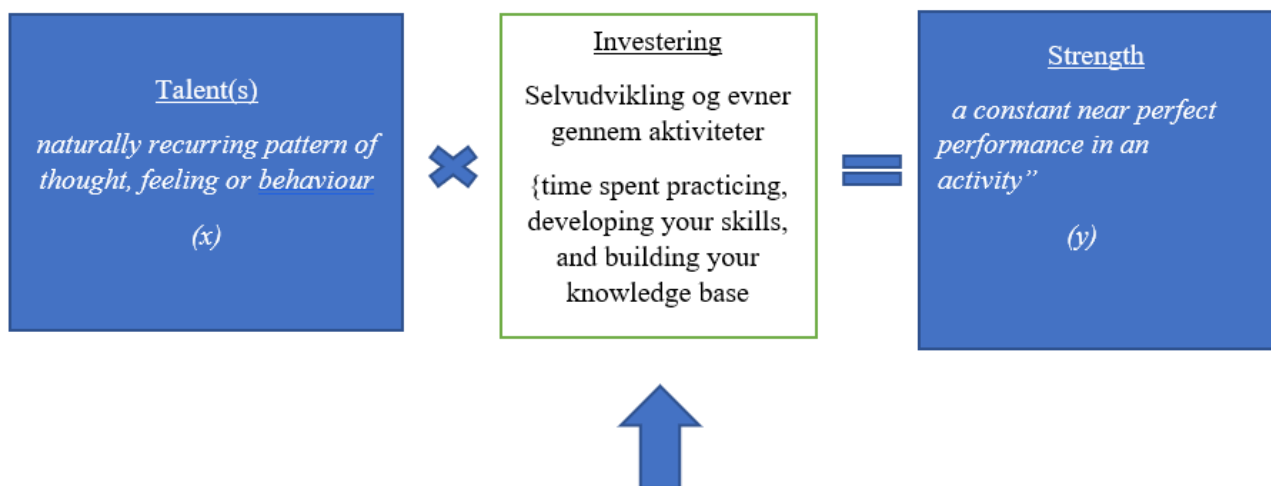 Talent(s)
naturally recurring pattern of
thought, feeling or behaviour
(x)
Investering
Selvudvikling og evner
gennem aktiviteter
{time spent practicing,
developing your skills,
and building your
knowledge base
Strength
a constant near perfect
performance in an
activity”
(y)